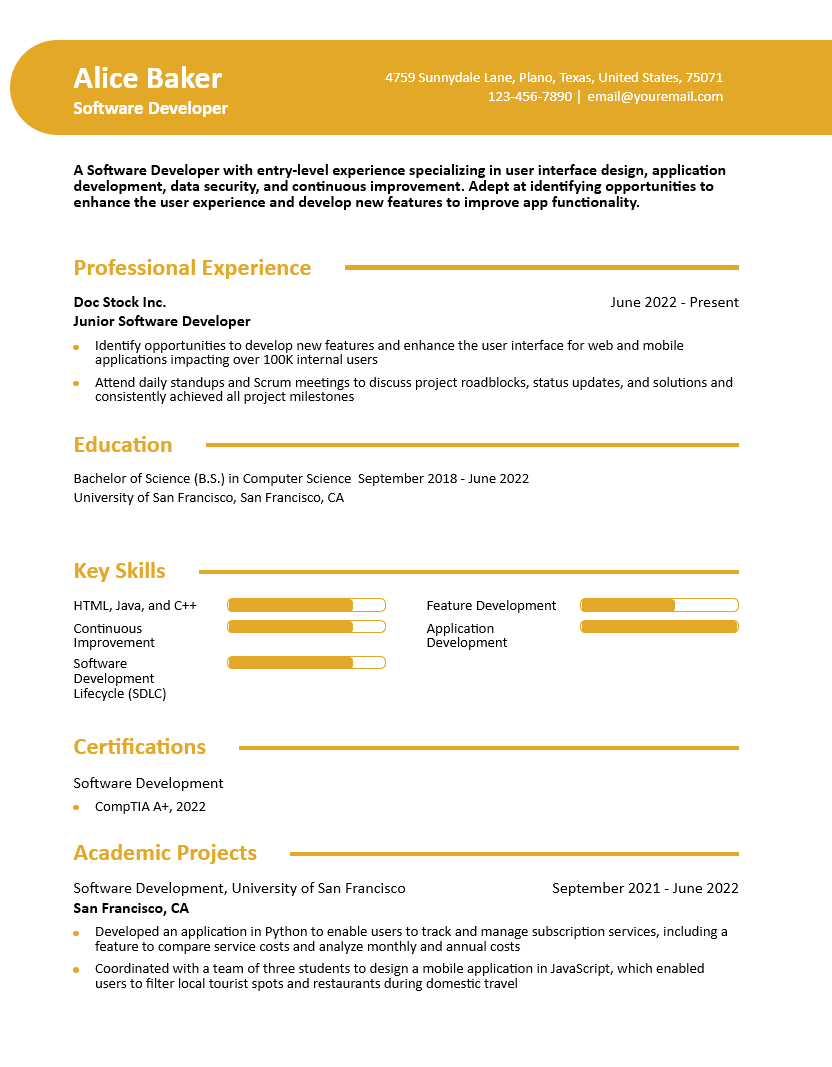 Alice Baker
Software Developer
4759 Sunnydale Lane, Plano, Texas, United States, 75071
123-456-7890 | email@youremail.com
A Software Developer with entry-level experience specializing in user interface design, application
development, data security, and continuous improvement. Adept at identifying opportunities to
enhance the user experience and develop new features to improve app functionality.
Professional Experience
Doc Stock Inc. June 2022 - Present
Junior Software Developer
Identify opportunities to develop new features and enhance the user interface for web and mobile
applications impacting over 100K internal users
Attend daily standups and Scrum meetings to discuss project roadblocks, status updates, and solutions and
consistently achieved all project milestones
Education
Bachelor of Science (B.S.) in Computer Science September 2018 - June 2022
University of San Francisco, San Francisco, CA
Key Skills
HTML, Java, and C++
Continuous
Improvement
Software
Development
Lifecycle (SDLC)
Feature Development
Application
Development
Certifications
Software Development
CompTIA A+, 2022
Academic Projects
Software Development, University of San Francisco September 2021 - June 2022
San Francisco, CA
Developed an application in Python to enable users to track and manage subscription services, including a
feature to compare service costs and analyze monthly and annual costs
Coordinated with a team of three students to design a mobile application in JavaScript, which enabled
users to filter local tourist spots and restaurants during domestic travel